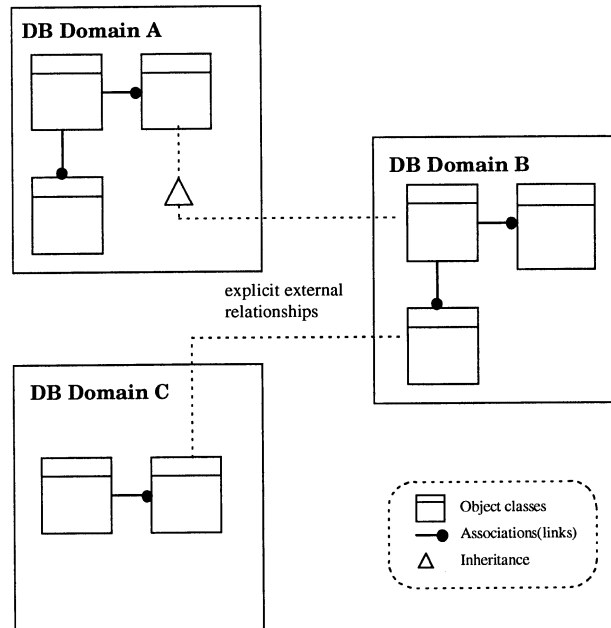 DB Domain A
DB Domain B
explicit external
relationships
DB Domain C
Object classes
Associations(links)
Inheritance